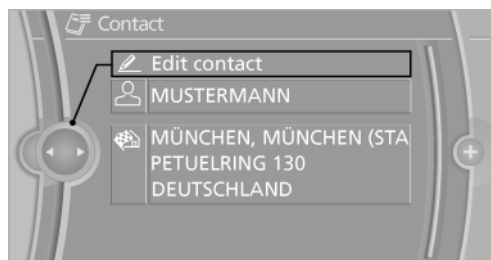 Contact
Edit contact
MUSTERMANN
MÜNCHEN, MÜNCHEN (STA
PETUELRING 130
DEUTSCHLAND